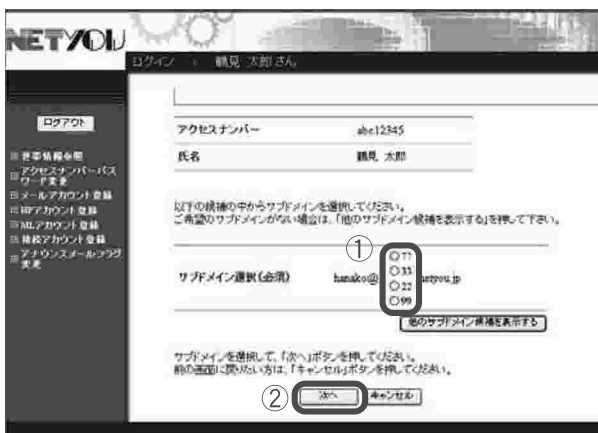 NETYOU
ログイン : 鶴見 太郎さん
ログアウト
アクセスナンバー abc12345
氏名 鶴見 太郎
世帯情報参照
アクセスナンバーパスワード変更
メールアカウント登録
HPアカウント登録
MLアカウント登録
接続アカウント登録
アナウンスメールフラグ変更
以下の候補の中からサブドメインを選択してください。
ご希望のサブドメインがない場合は、「他のサブドメイン候補を表示する」を押して下さい。
①
サブドメイン選択(必須) hanako@ netyou.jp
77
33
22
99
他のサブドメイン候補を表示する
サブドメインを選択して、「次へ」ボタンを押してください。
前の画面に戻りたい方は、「キャンセル」ボタンを押してください。
② 次へ キャンセル